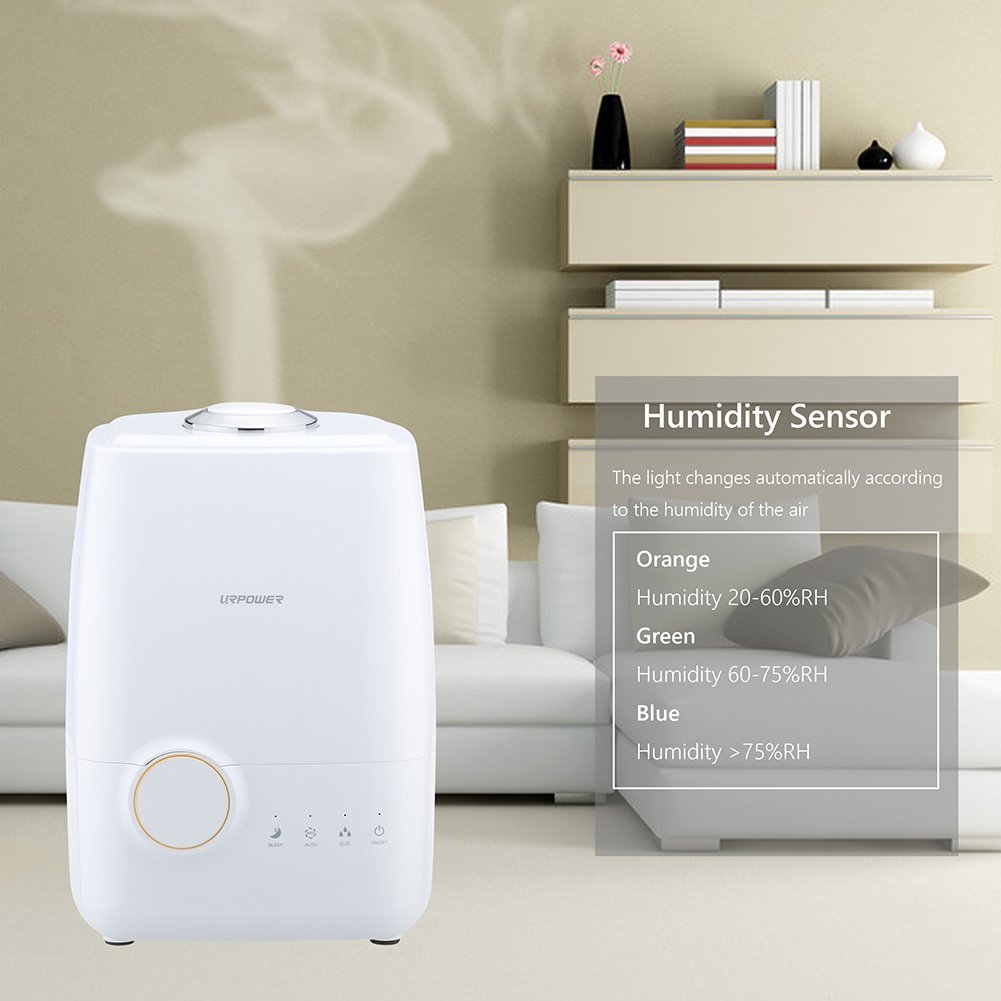 Humidity Sensor
The light changes automatically according
to the humidity of the air
Orange
Humidity 20-60%RH
Green
Humidity 60-75%RH
Blue
Humidity >75%RH
URPOWER
SLEEP AUTO SIZE ON/OFF